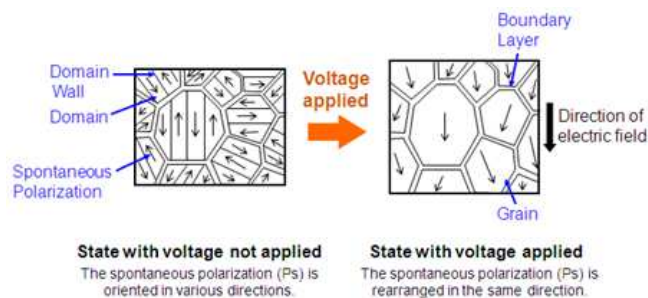 Domain
Wall
Domain
Spontaneous
Polarization
Voltage
applied
Boundary
Layer
Direction of
electric field
Grain
State with voltage not applied
The spontaneous polarization (Ps) is
oriented in various directions.
State with voltage applied
The spontaneous polarization (Ps) is
rearranged in the same direction.